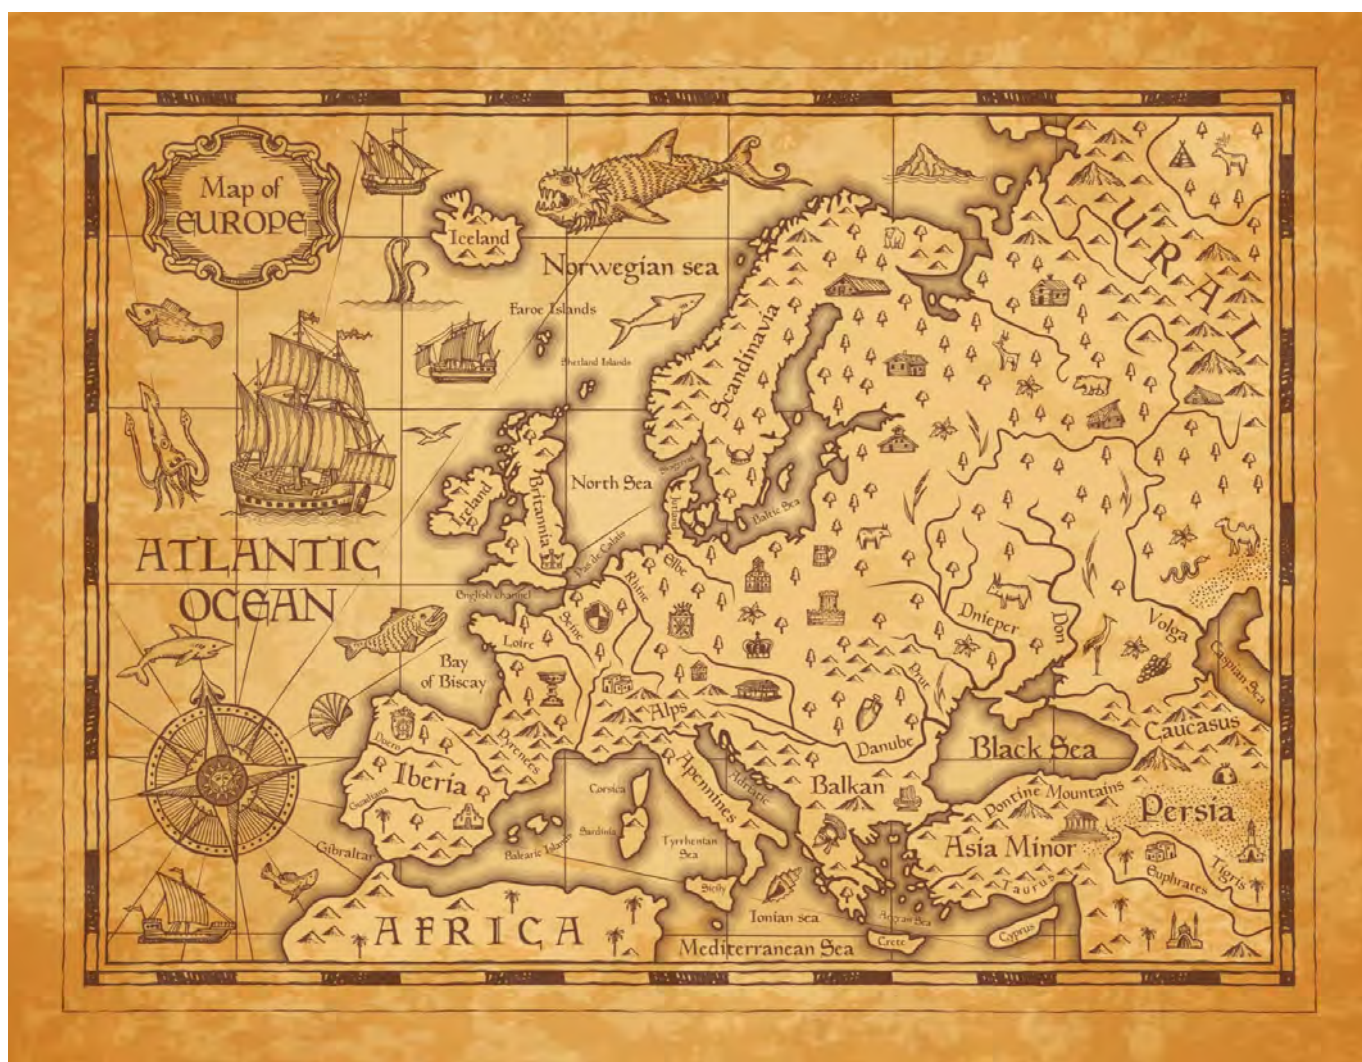 Map of
EUROPE
Iceland
Norwegian sea
Faroe Islands
Shetland Islands
URAL
Scandinavia
North Sea
Jutland
Baltic Sea
Ireland
Britannia
Pas de Calais
English channel
ATLANTIC
OCEAN
Elbe
Rhine
Seine
Loire
Bay
of Biscay
Dnieper
Don
Volga
Caspian Sea
Prut
Alps
Danube
Black Sea
Caucasus
Pyrenees
Duero
Iberia
Guadiana
Gibraltar
Balearic Islands
Corsica
Sardinia
Apennines
Adriatic
Balkan
Tyrrhenian
Sea
Sicily
Ionian sea
Aegean Sea
Crete
Cyprus
Mediterranean Sea
Pontine Mountains
Asia Minor
Taurus
Persia
Tigris
Euphrates
AFRICA